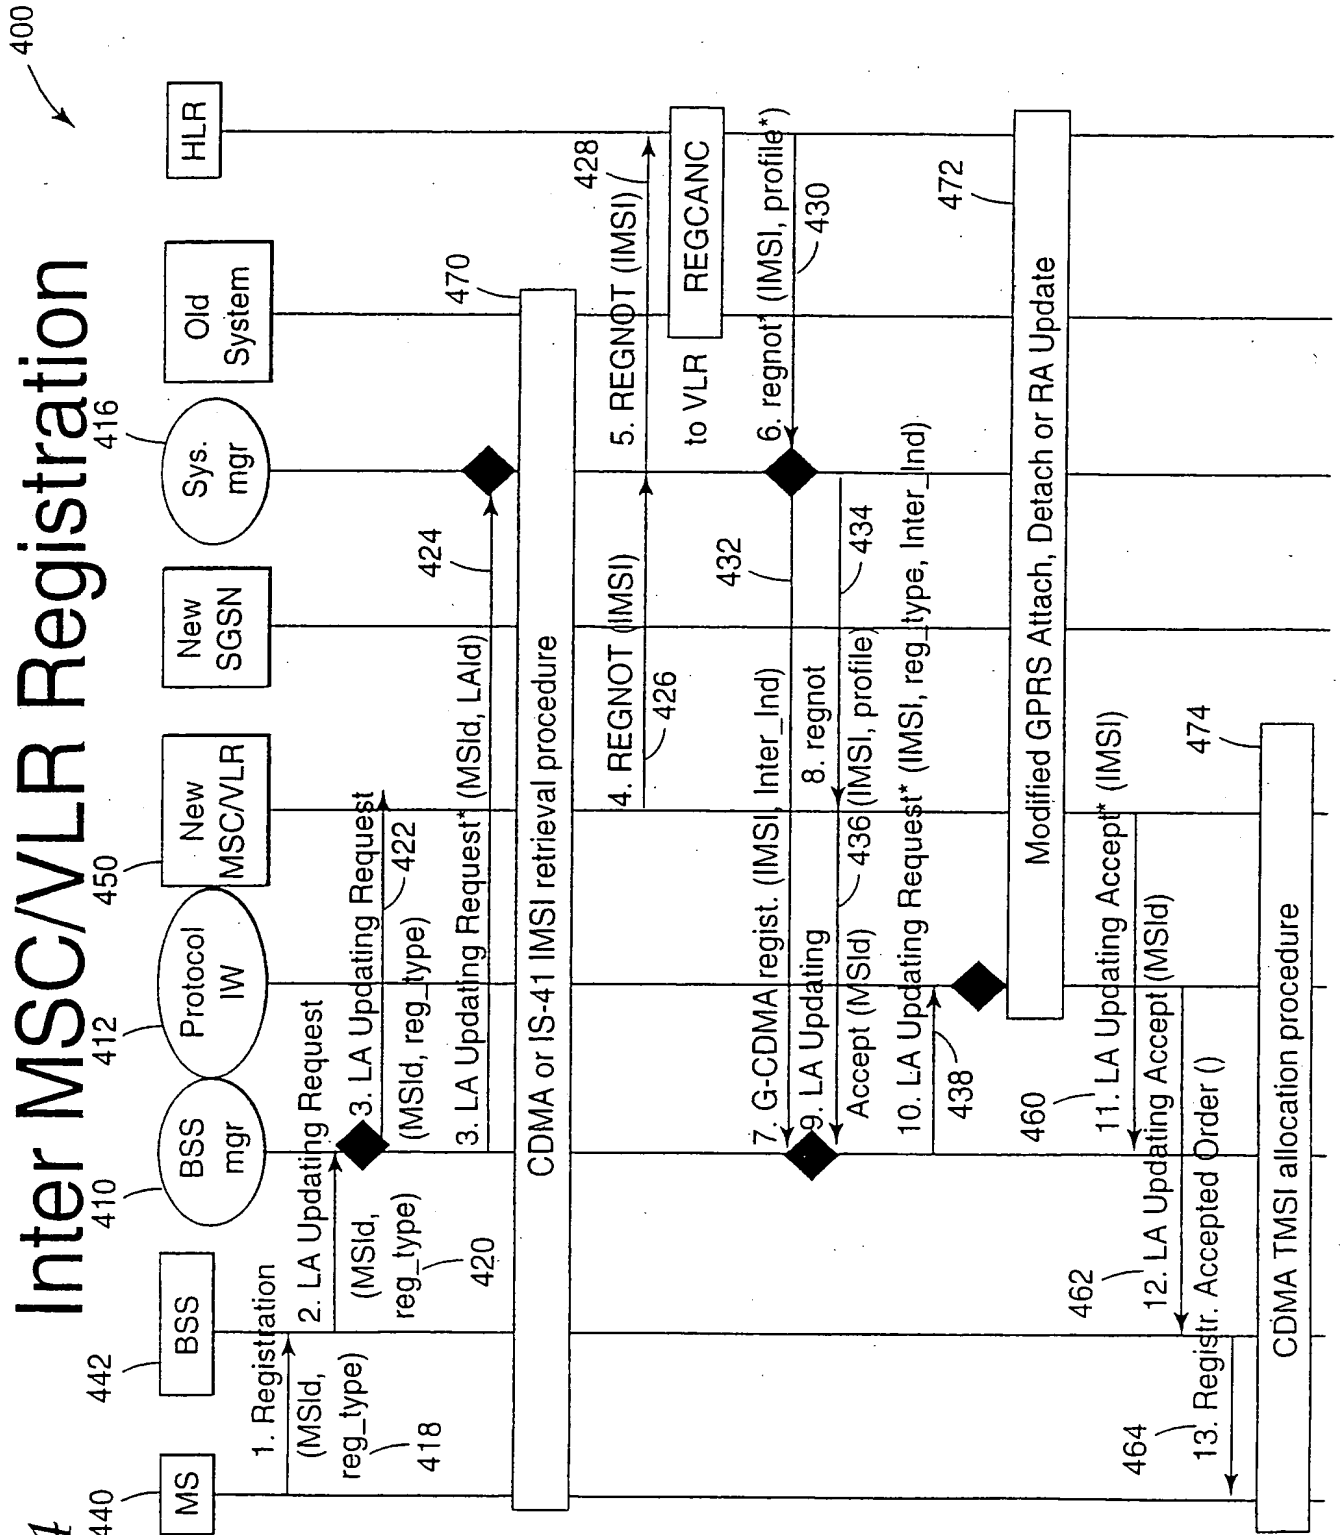 Inter MSC/VLR Registration
400
440
MS
442
BSS
410
BSS
mgr
412
Protocol
IW
450
New
MSC/VLR
New
SGSN
416
Sys.
mgr
Old
System
HLR
1. Registration
(MSId,
reg_type)
418
2. LA Updating Request
(MSId,
reg_type)
420
3. LA Updating Request
(MSId, reg_type)
422
3. LA Updating Request* (MSId, LAId)
424
470
CDMA or IS-41 IMSI retrieval procedure
4. REGNOT (IMSI)
426
5. REGNOT (IMSI)
428
to VLR
REGCANC
6. regnot* (IMSI, profile*)
430
7. G-CDMA regist. (IMSI, Inter_Ind)
432
8. regnot
(IMSI, profile)
434
9. LA Updating
Accept (MSId)
436
10. LA Updating Request* (IMSI, reg_type, Inter_Ind)
438
472
Modified GPRS Attach, Detach or RA Update
460
11. LA Updating Accept* (IMSI)
462
12. LA Updating Accept (MSId)
464
13. Registr. Accepted Order ()
474
CDMA TMSI allocation procedure